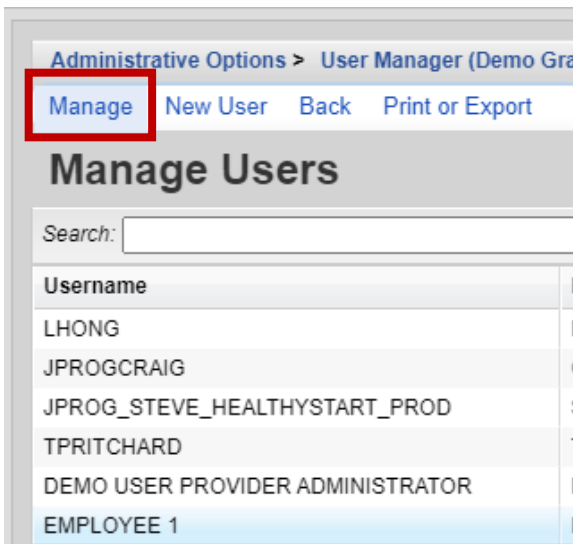 Administrative Options > User Manager (Demo Gra
Manage New User Back Print or Export
Manage Users
Search:
Username
LHONG
JPROGCRAIG
JPROG_STEVE_HEALTHYSTART_PROD
TPRITCHARD
DEMO USER PROVIDER ADMINISTRATOR
EMPLOYEE 1